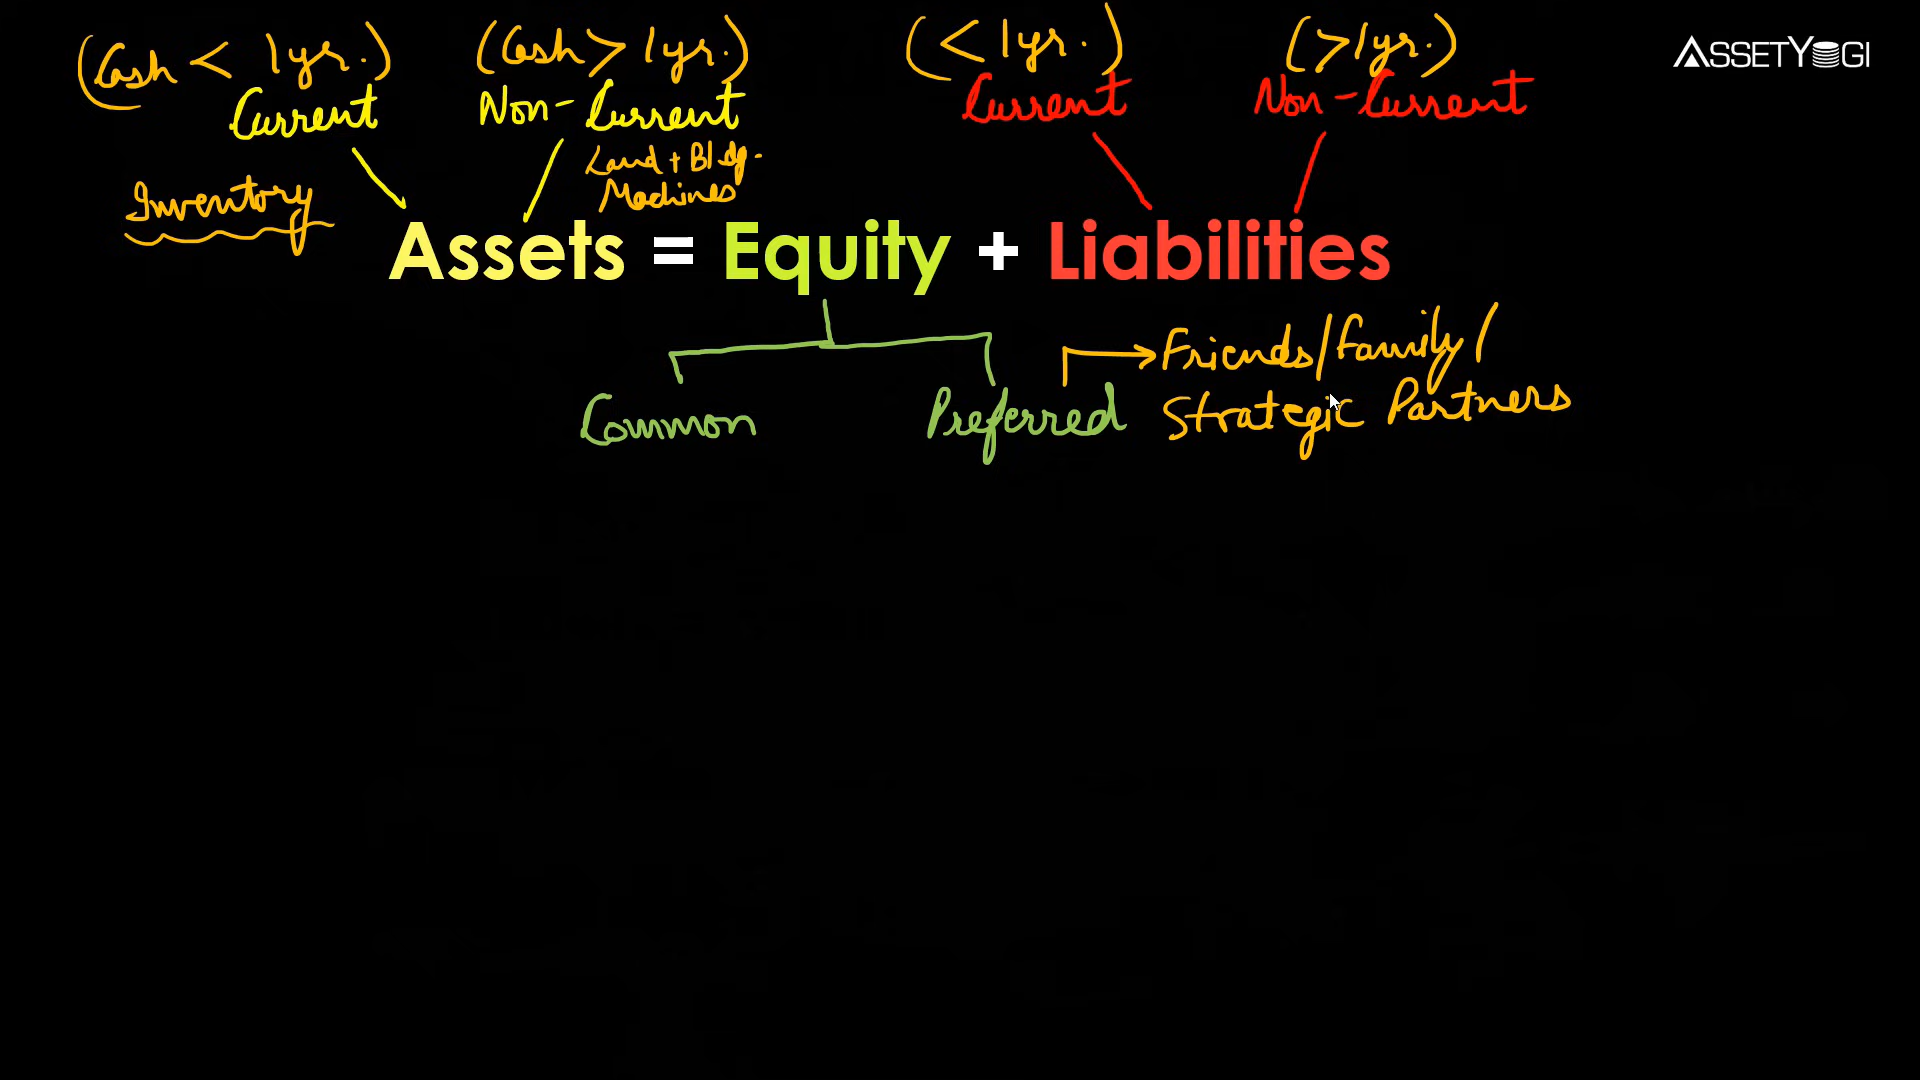 (Cash < 1yr.) (Cash > 1yr.) (< 1yr.) (>1yr.) ASSETYOGI
Current Non-Current Current Non-Current
Land + Bldg.
Inventory Machines
Assets = Equity + Liabilities
Friends/Family/
Common Preferred Strategic Partners